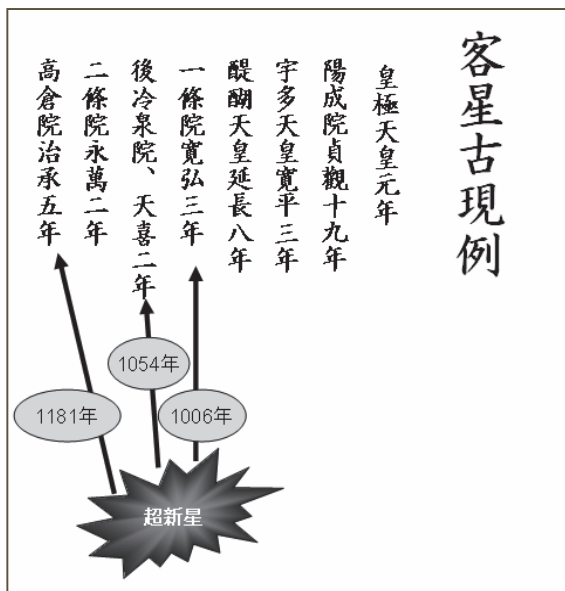 客星古現例
皇極天皇元年
陽成院貞觀十九年
宇多天皇寛平三年
醍醐天皇延長八年
一條院寛弘三年
後冷泉院、天喜二年
二條院永萬二年
高倉院治承五年
1054年
1181年
1006年
超新星